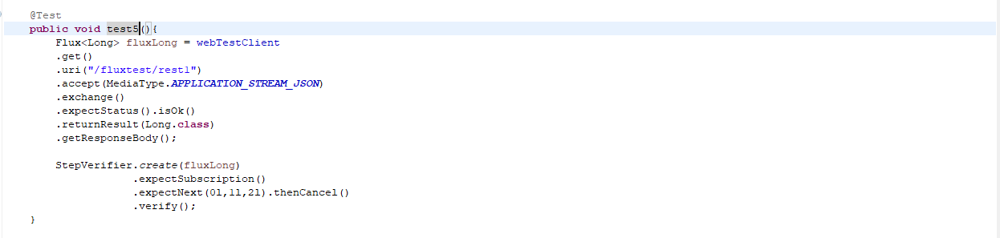 @Test
public void test5(){
Flux<Long> fluxLong = webTestClient
.get()
.uri("/fluxtest/rest1")
.accept(MediaType.APPLICATION_STREAM_JSON)
.exchange()
.expectStatus().isOk()
.returnResult(Long.class)
.getResponseBody();
StepVerifier.create(fluxLong)
.expectSubscription()
.expectNext(0l,1l,2l).thenCancel()
.verify();
}